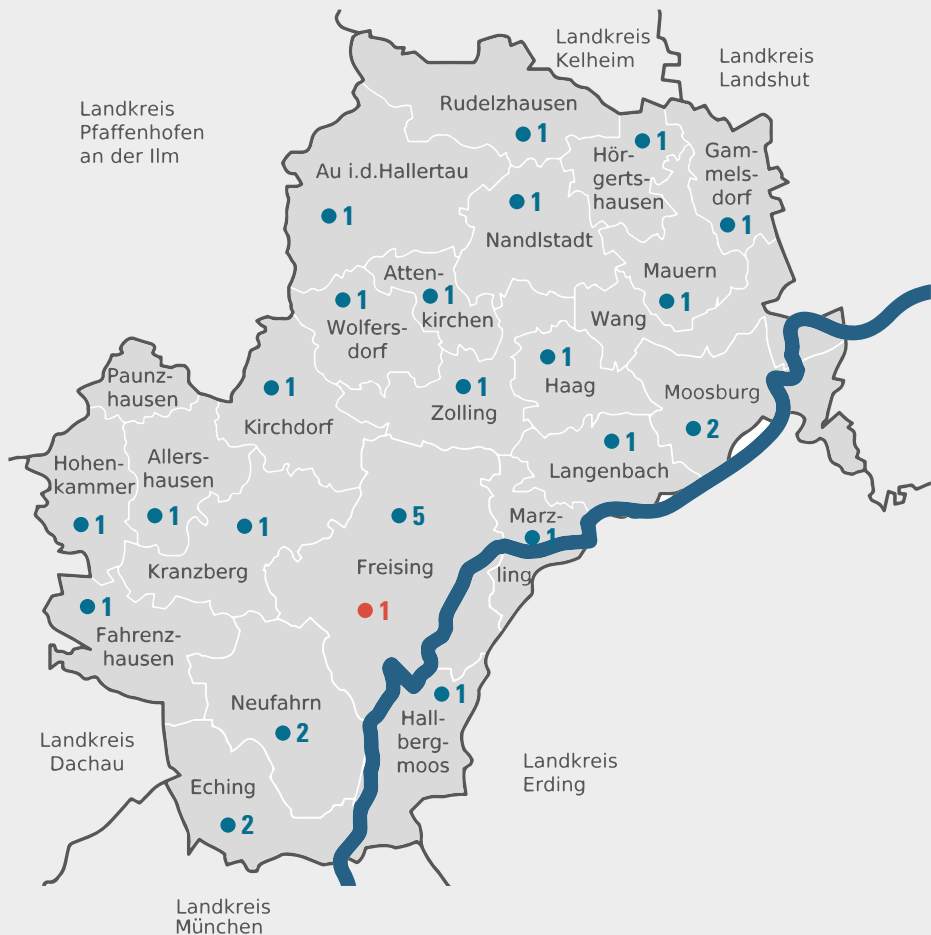 Landkreis
Kelheim
Landkreis
Landshut
Landkreis
Pfaffenhofen
an der Ilm
Rudelzhausen
1
Hör-
gerts-
hausen
1
Gam-
mels-
dorf
1
Au i.d.Hallertau
1
1
Nandlstadt
Atten-
kirchen
1
1
Wolfers-
dorf
Mauern
1
Wang
1
Haag
Paunz-
hausen
1
Kirchdorf
1
Zolling
Moosburg
2
1
Langenbach
Hohen-
kammer
1
Allers-
hausen
1
1
Kranzberg
5
Freising
1
Marz-
1
ling
1
Fahrenz-
hausen
Neufahrn
2
1
Hall-
berg-
moos
Landkreis
Dachau
Eching
2
Landkreis
Erding
Landkreis
München